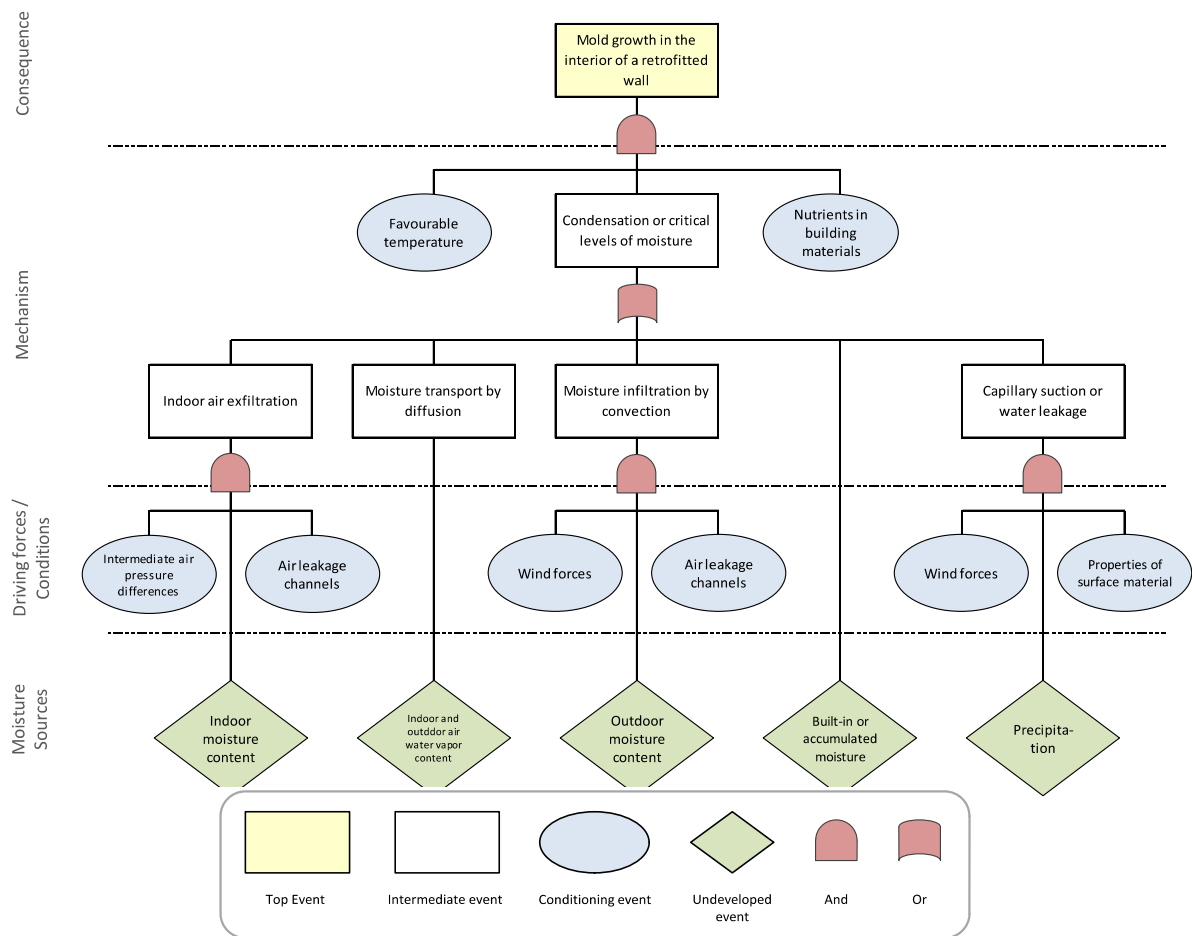 Consequence
Mold growth in the
interior of a retrofitted
wall
Mechanism
Favourable
temperature
Condensation or critical
levels of moisture
Nutrients in
building
materials
Indoor air exfiltration
Moisture transport by
diffusion
Moisture infiltration by
convection
Capillary suction or
water leakage
Driving forces /
Conditions
Intermediate air
pressure
differences
Air leakage
channels
Wind forces
Air leakage
channels
Wind forces
Properties of
surface material
Moisture
Sources
Indoor
moisture
content
Indoor and
outddor air
water vapor
content
Outdoor
moisture
content
Built-in or
accumulated
moisture
Precipita-
tion
Top Event
Intermediate event
Conditioning event
Undeveloped
event
And
Or